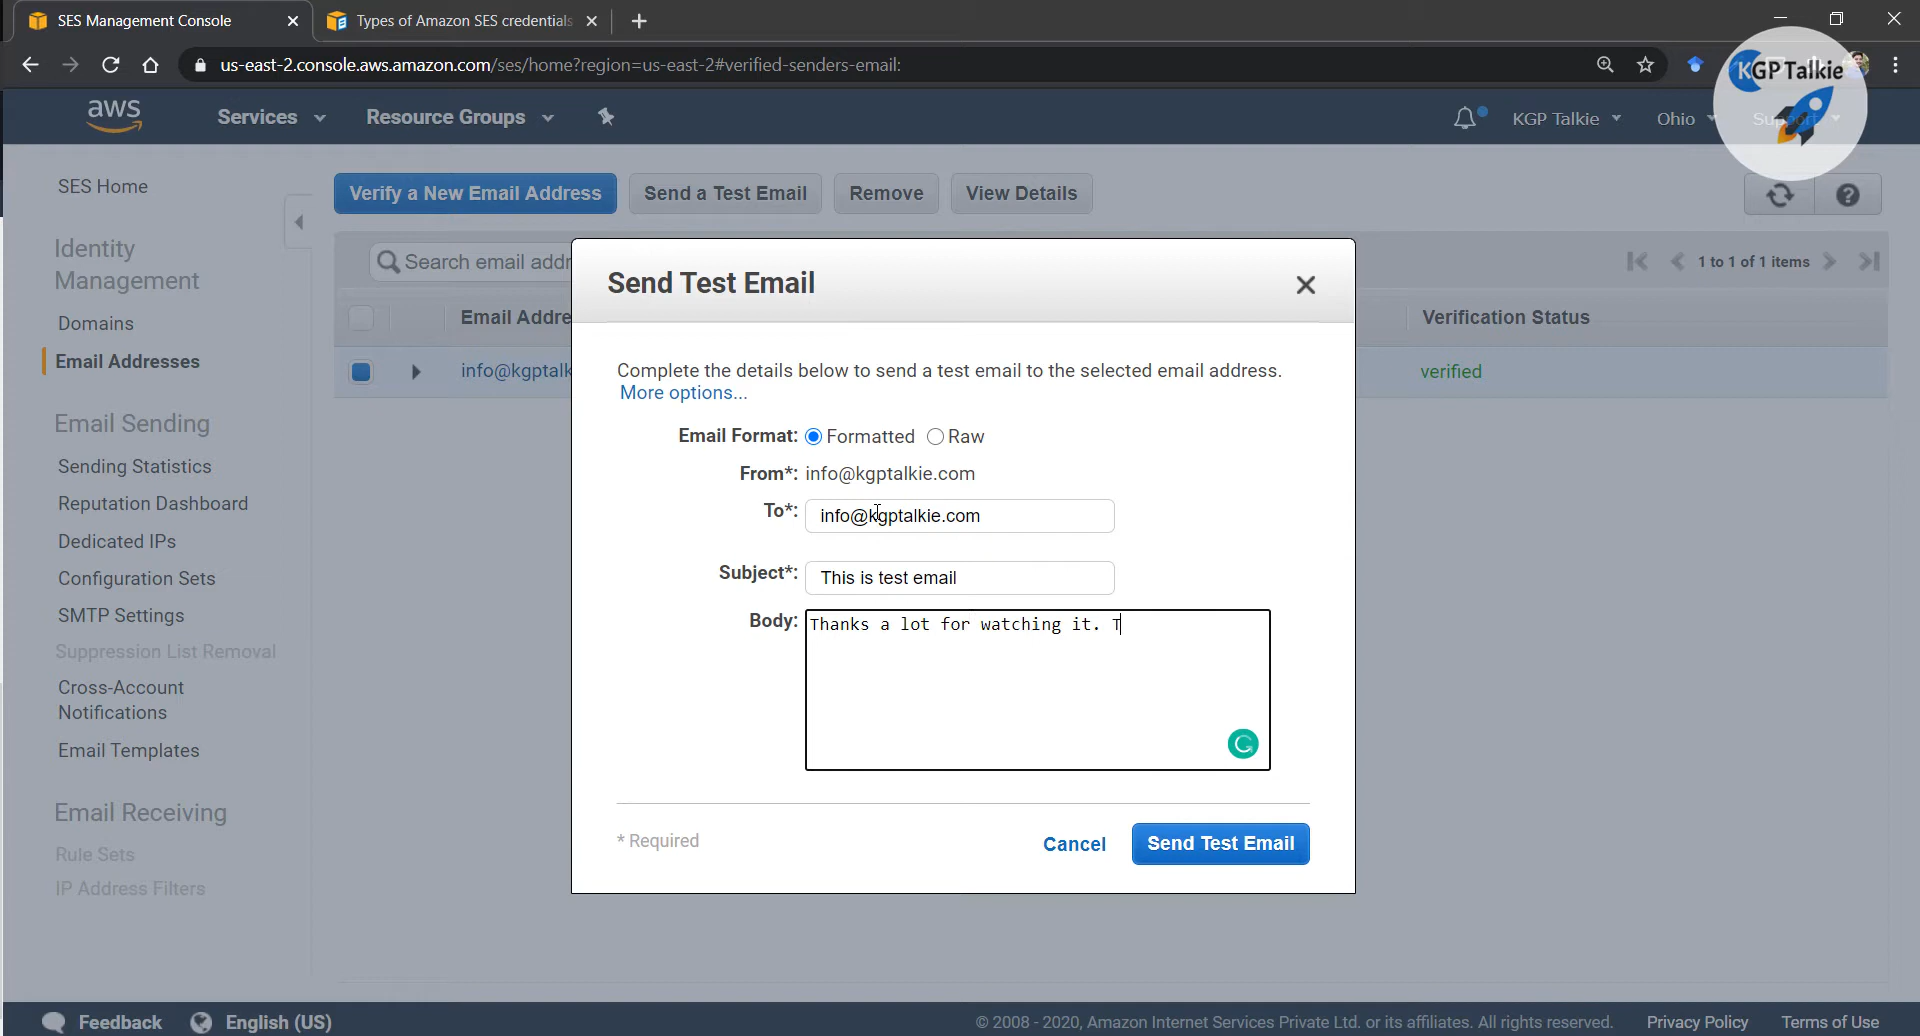 SES Management Console
Types of Amazon SES credentials
us-east-2.console.aws.amazon.com/ses/home?region=us-east-2#verified-senders-email:
KGPTalkie
aws
Services
Resource Groups
KGP Talkie
Ohio
Support
SES Home
Identity
Management
Domains
Email Addresses
Email Sending
Sending Statistics
Reputation Dashboard
Dedicated IPs
Configuration Sets
SMTP Settings
Suppression List Removal
Cross-Account
Notifications
Email Templates
Email Receiving
Rule Sets
IP Address Filters
Verify a New Email Address
Send a Test Email
Remove
View Details
Search email addr
1 to 1 of 1 items
Email Addre
Verification Status
info@kgptalk
verified
Send Test Email
Complete the details below to send a test email to the selected email address.
More options...
Email Format: Formatted Raw
From*: info@kgptalkie.com
To*: info@kgptalkie.com
Subject*: This is test email
Body: Thanks a lot for watching it. T
* Required
Cancel
Send Test Email
Feedback
English (US)
© 2008 - 2020, Amazon Internet Services Private Ltd. or its affiliates. All rights reserved.
Privacy Policy
Terms of Use